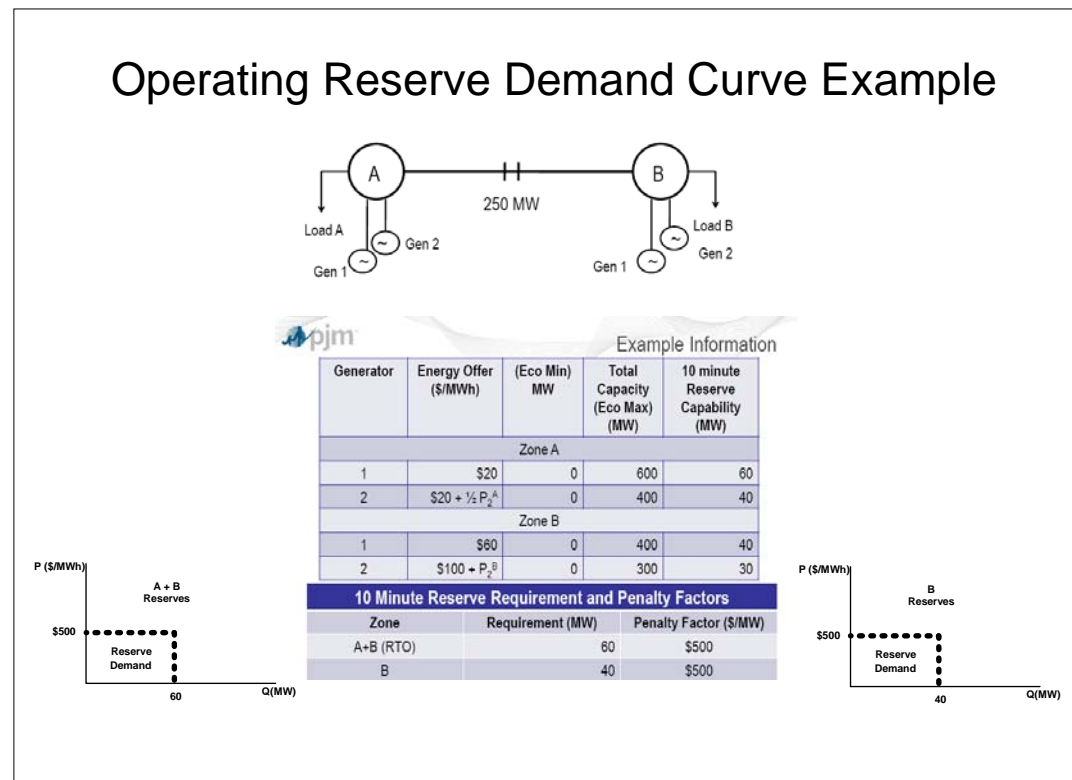 Operating Reserve Demand Curve Example
A
B
250 MW
Load A
Gen 2
Gen 1
~
~
Load B
Gen 2
Gen 1
~
~
pjm
Example Information
Generator Energy Offer ($/MWh) (Eco Min) MW Total Capacity (Eco Max) (MW) 10 minute Reserve Capability (MW)
Zone A
1 $20 0 600 60
2 $20 + ½ P₂ᴬ 0 400 40
Zone B
1 $60 0 400 40
2 $100 + P₂ᴮ 0 300 30
10 Minute Reserve Requirement and Penalty Factors
Zone Requirement (MW) Penalty Factor ($/MW)
A+B (RTO) 60 $500
B 40 $500
P ($/MWh)
A + B
Reserves
$500
Reserve
Demand
60
Q(MW)
P ($/MWh)
B
Reserves
$500
Reserve
Demand
40
Q(MW)